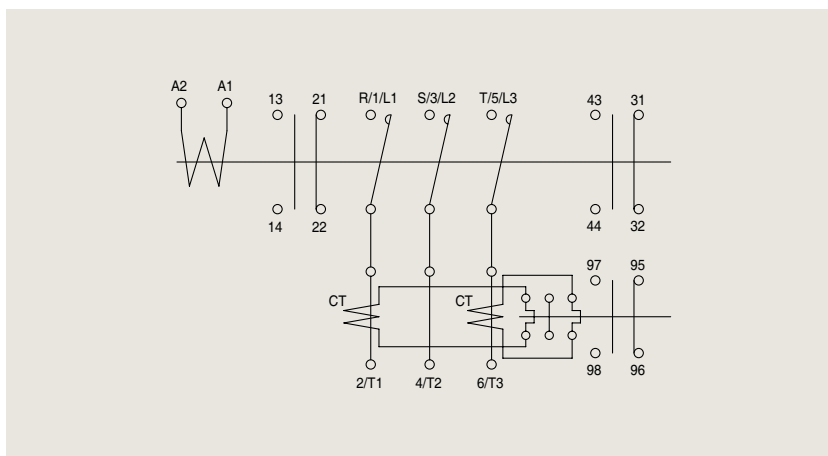 A2 A1
13 21 R/1/L1 S/3/L2 T/5/L3 43 31
14 22 44 32
97 95
CT CT
98 96
2/T1 4/T2 6/T3